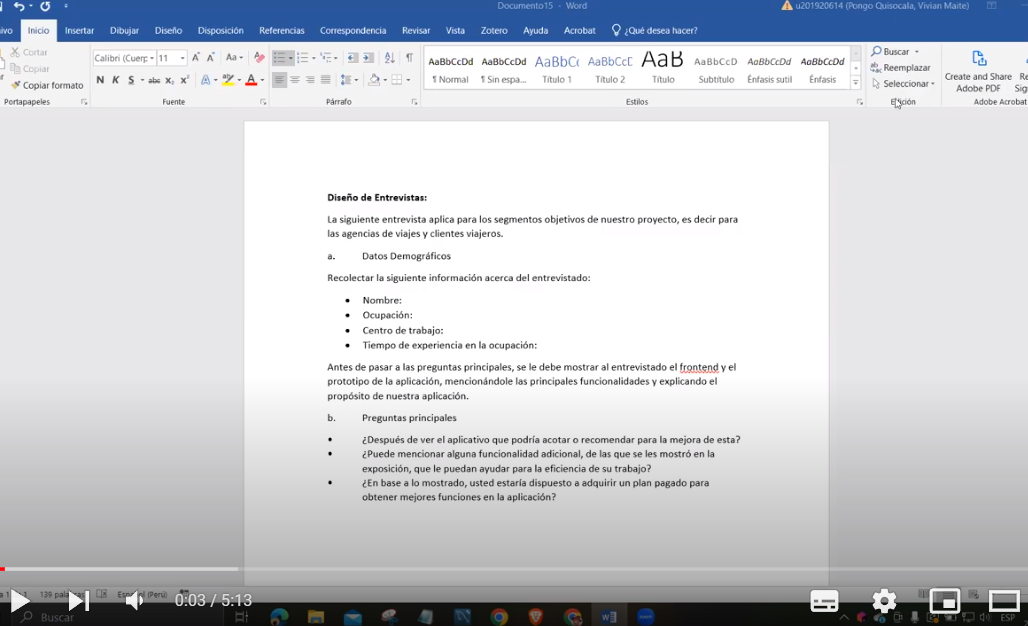 Documento15 - Word
u201920614 (Pongo Quisocala, Vivian Maite)
Inicio Insertar Dibujar Diseño Disposición Referencias Correspondencia Revisar Vista Zotero Ayuda Acrobat ¿Qué desea hacer?
Cortar
Copiar
Copiar formato
Portapapeles
Calibri (Cuerp 11
N K S abc x₂ x²
Aa
Fuente
Párrafo
AaBbCcDd AaBbCcDd AaBbCc AaBbCcE AaB AaBbCcD AaBbCcDd AaBbCcDd
¶ Normal ¶ Sin espa... Título 1 Título 2 Título Subtítulo Énfasis sutil Énfasis
Estilos
Buscar
Reemplazar
Seleccionar
Edición
Create and Share
Adobe PDF
Adobe Acrobat
Diseño de Entrevistas:
La siguiente entrevista aplica para los segmentos objetivos de nuestro proyecto, es decir para
las agencias de viajes y clientes viajeros.
a. Datos Demográficos
Recolectar la siguiente información acerca del entrevistado:
• Nombre:
• Ocupación:
• Centro de trabajo:
• Tiempo de experiencia en la ocupación:
Antes de pasar a las preguntas principales, se le debe mostrar al entrevistado el frontend y el
prototipo de la aplicación, mencionándole las principales funcionalidades y explicando el
propósito de nuestra aplicación.
b. Preguntas principales
• ¿Después de ver el aplicativo que podría acotar o recomendar para la mejora de esta?
• ¿Puede mencionar alguna funcionalidad adicional, de las que se les mostró en la
exposición, que le puedan ayudar para la eficiencia de su trabajo?
• ¿En base a lo mostrado, usted estaría dispuesto a adquirir un plan pagado para
obtener mejores funciones en la aplicación?
139 palabras Español (Perú)
0:03 / 5:13
Buscar
ESP